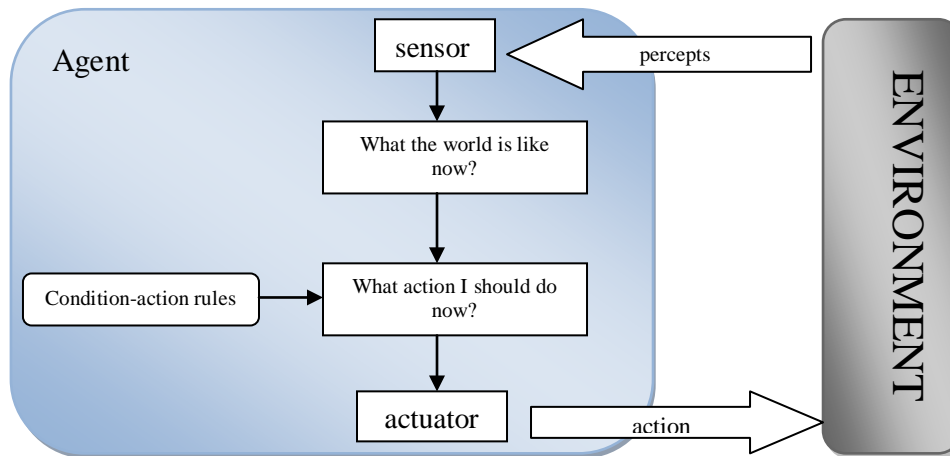 Agent
sensor
percepts
What the world is like
now?
Condition-action rules
What action I should do
now?
actuator
action
ENVIRONMENT